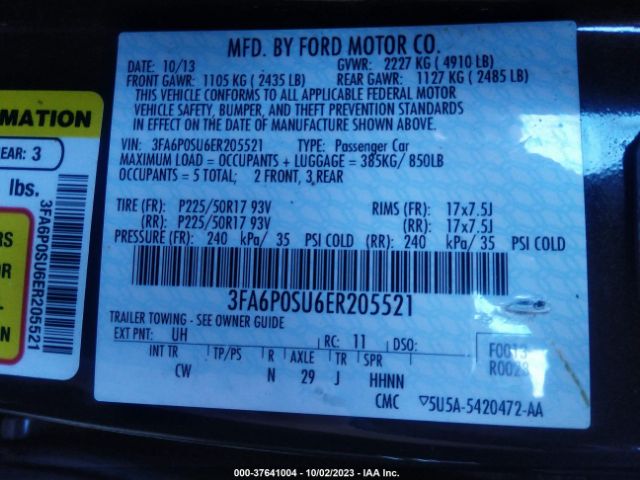 MFD. BY FORD MOTOR CO.
DATE: 10/13 GVWR: 2227 KG ( 4910 LB)
FRONT GAWR: 1105 KG ( 2435 LB) REAR GAWR: 1127 KG ( 2485 LB)
THIS VEHICLE CONFORMS TO ALL APPLICABLE FEDERAL MOTOR
VEHICLE SAFETY, BUMPER, AND THEFT PREVENTION STANDARDS
IN EFFECT ON THE DATE OF MANUFACTURE SHOWN ABOVE.
VIN: 3FA6P0SU6ER205521 TYPE: Passenger Car
MAXIMUM LOAD = OCCUPANTS + LUGGAGE = 385KG/ 850LB
OCCUPANTS = 5 TOTAL; 2 FRONT, 3 REAR
TIRE (FR): P225/50R17 93V RIMS (FR): 17x7.5J
(RR): P225/50R17 93V (RR): 17x7.5J
PRESSURE (FR): 240 kPa/ 35 PSI COLD (RR): 240 kPa/ 35 PSI COLD
3FA6P0SU6ER205521
TRAILER TOWING - SEE OWNER GUIDE
EXT PNT: UH RC: 11 DSO:
INT TR TP/PS R AXLE TR SPR
CW N 29 J HHNN
F0013
R0028
CMC ▽5U5A-5420472-AA
RMATION
EAR: 3
lbs.
RS
OR
3FA6P0SU6ER205521
000-37641004 - 10/02/2023 - IAA Inc.